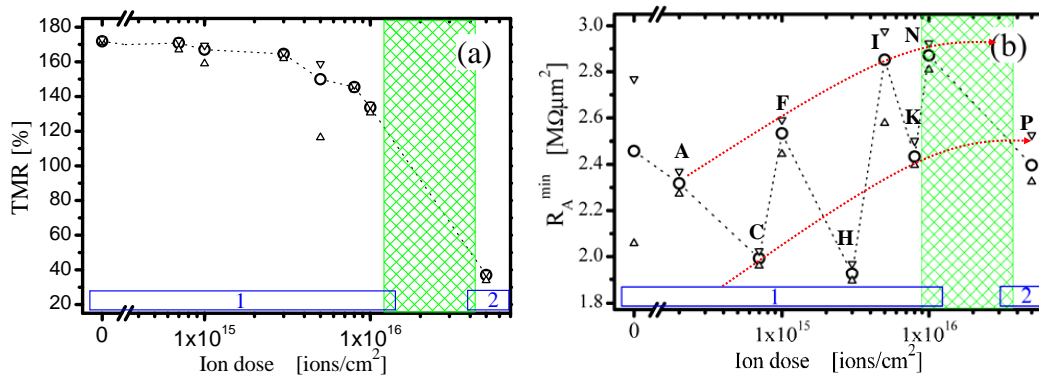 (a)
TMR [%]
180
160
140
120
100
80
60
40
20
1
2
0
1x10^15
1x10^16
Ion dose [ions/cm^2]
(b)
R_A^min [MΩμm^2]
3.0
2.8
2.6
2.4
2.2
2.0
1.8
A
C
F
H
I
K
N
P
1
2
0
1x10^15
1x10^16
Ion dose [ions/cm^2]